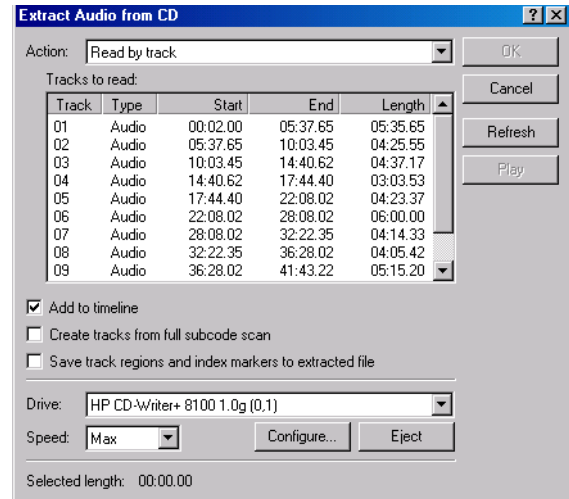 Extract Audio from CD
Action: Read by track OK
Tracks to read: Cancel
Track Type Start End Length
01 Audio 00:02.00 05:37.65 05:35.65
02 Audio 05:37.65 10:03.45 04:25.55 Refresh
03 Audio 10:03.45 14:40.62 04:37.17
04 Audio 14:40.62 17:44.40 03:03.53 Play
05 Audio 17:44.40 22:08.02 04:23.37
06 Audio 22:08.02 28:08.02 06:00.00
07 Audio 28:08.02 32:22.35 04:14.33
08 Audio 32:22.35 36:28.02 04:05.42
09 Audio 36:28.02 41:43.22 05:15.20
Add to timeline
Create tracks from full subcode scan
Save track regions and index markers to extracted file
Drive: HP CD-Writer+ 8100 1.0g (0,1)
Speed: Max Configure... Eject
Selected length: 00:00.00